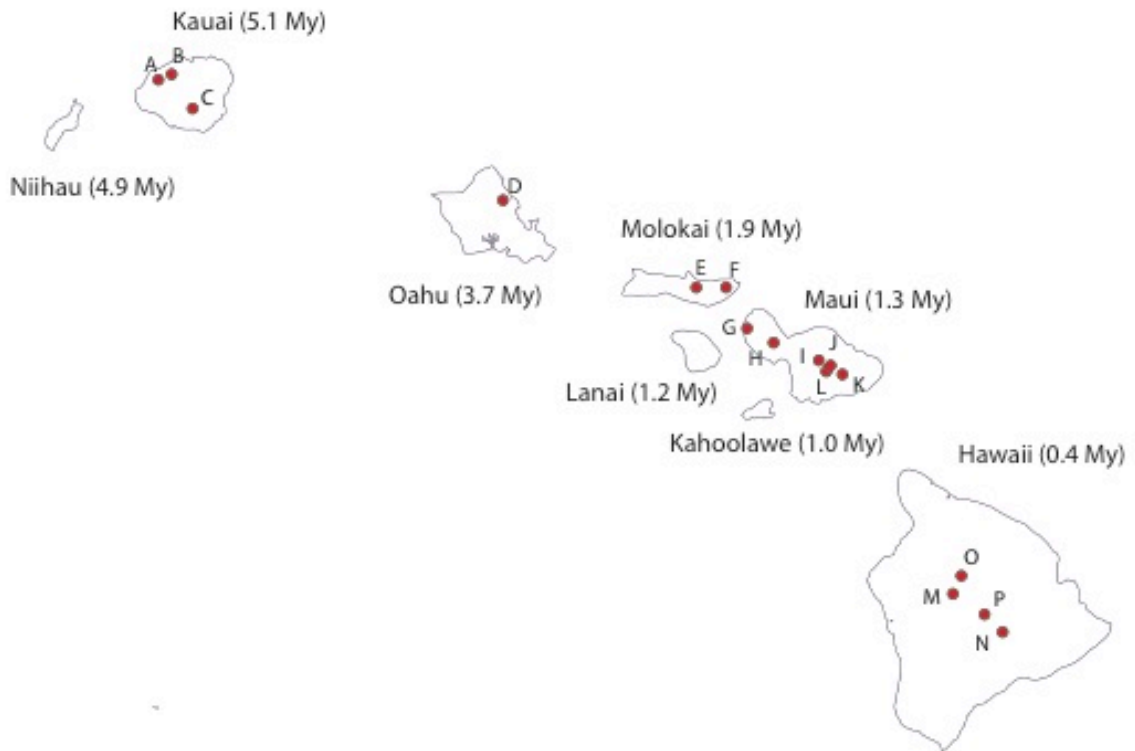 Kauai (5.1 My)
A
B
C
Niihau (4.9 My)
D
Oahu (3.7 My)
Molokai (1.9 My)
E
F
Maui (1.3 My)
G
H
I
J
L
K
Lanai (1.2 My)
Kahoolawe (1.0 My)
Hawaii (0.4 My)
O
M
P
N